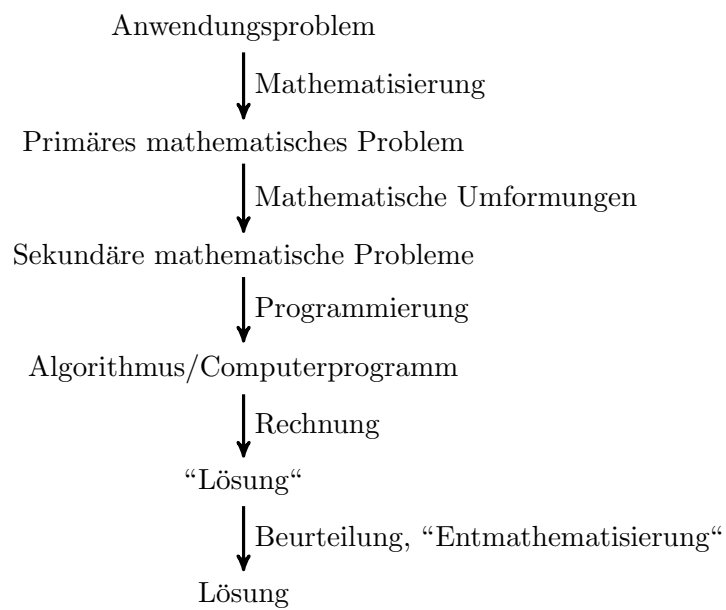 Anwendungsproblem
Mathematisierung
Primäres mathematisches Problem
Mathematische Umformungen
Sekundäre mathematische Probleme
Programmierung
Algorithmus/Computerprogramm
Rechnung
“Lösung“
Beurteilung, “Entmathematisierung“
Lösung